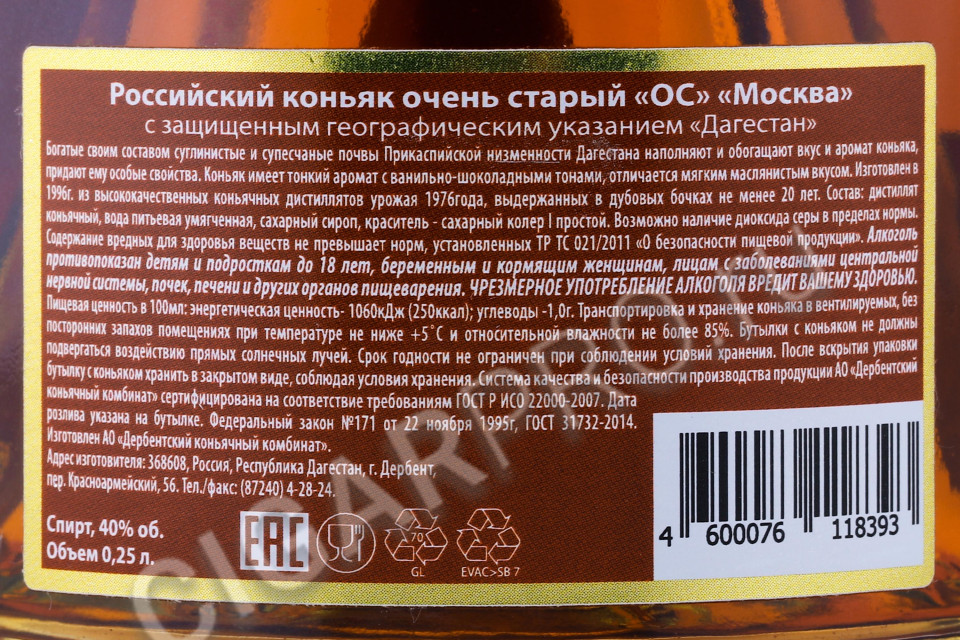 Российский коньяк очень старый «ОС» «Москва»
с защищенным географическим указанием «Дагестан»
Богатые своим составом суглинистые и супесчаные почвы Прикаспийской низменности Дагестана наполняют и обогащают вкус и аромат коньяка,
придают ему особые свойства. Коньяк имеет тонкий аромат с ванильно-шоколадными тонами, отличается мягким маслянистым вкусом. Изготовлен в
1996г. из высококачественных коньячных дистиллятов урожая 1976года, выдержанных в дубовых бочках не менее 20 лет. Состав: дистиллят
коньячный, вода питьевая умягченная, сахарный сироп, краситель - сахарный колер I простой. Возможно наличие диоксида серы в пределах нормы.
Содержание вредных для здоровья веществ не превышает норм, установленных ТР ТС 021/2011 «О безопасности пищевой продукции». Алкоголь
противопоказан детям и подросткам до 18 лет, беременным и кормящим женщинам, лицам с заболеваниями центральной
нервной системы, почек, печени и других органов пищеварения. ЧРЕЗМЕРНОЕ УПОТРЕБЛЕНИЕ АЛКОГОЛЯ ВРЕДИТ ВАШЕМУ ЗДОРОВЬЮ.
Пищевая ценность в 100мл: энергетическая ценность- 1060кДж (250ккал); углеводы -1,0г. Транспортировка и хранение коньяка в вентилируемых, без
посторонних запахов помещениях при температуре не ниже +5˚С и относительной влажности не более 85%. Бутылки с коньяком не должны
подвергаться воздействию прямых солнечных лучей. Срок годности не ограничен при соблюдении условий хранения. После вскрытия упаковки
бутылку с коньяком хранить в закрытом виде, соблюдая условия хранения. Система качества и безопасности производства продукции АО «Дербентский
коньячный комбинат» сертифицирована на соответствие требованиям ГОСТ Р ИСО 22000-2007. Дата
розлива указана на бутылке. Федеральный закон №171 от 22 ноября 1995г, ГОСТ 31732-2014.
Изготовлен АО «Дербентский коньячный комбинат».
Адрес изготовителя: 368608, Россия, Республика Дагестан, г. Дербент,
пер. Красноармейский, 56. Тел./факс: (87240) 4-28-24.
Спирт, 40% об.
Объем 0,25 л.
EAC
70
GL
EVAC>SB 7
4 600076 118393
CIGARPRO.RU